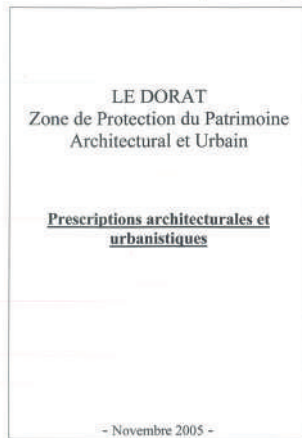 LE DORAT
Zone de Protection du Patrimoine
Architectural et Urbain
Prescriptions architecturales et
urbanistiques
- Novembre 2005 -